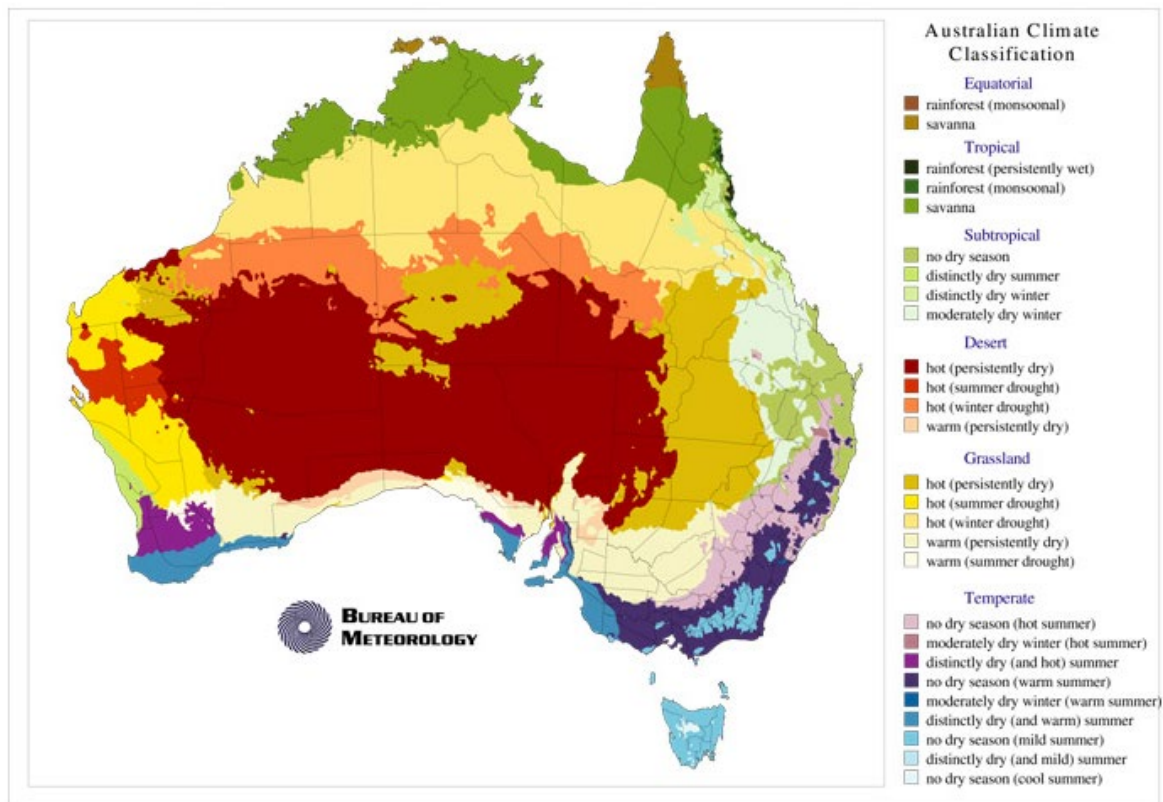 Australian Climate
Classification
Equatorial
rainforest (monsoonal)
savanna
Tropical
rainforest (persistently wet)
rainforest (monsoonal)
savanna
Subtropical
no dry season
distinctly dry summer
distinctly dry winter
moderately dry winter
Desert
hot (persistently dry)
hot (summer drought)
hot (winter drought)
warm (persistently dry)
Grassland
hot (persistently dry)
hot (summer drought)
hot (winter drought)
warm (persistently dry)
warm (summer drought)
Temperate
no dry season (hot summer)
moderately dry winter (hot summer)
distinctly dry (and hot) summer
no dry season (warm summer)
moderately dry winter (warm summer)
distinctly dry (and warm) summer
no dry season (mild summer)
distinctly dry (and mild) summer
no dry season (cool summer)
BUREAU OF
METEOROLOGY